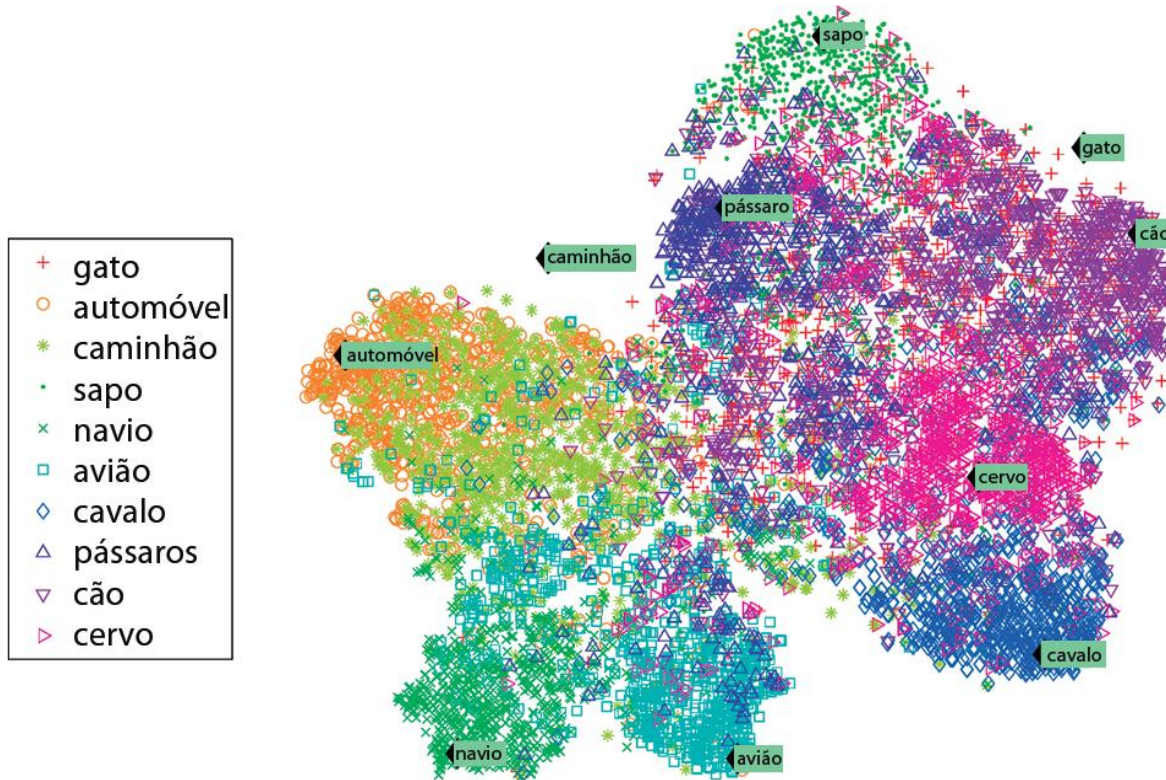 gato
automóvel
caminhão
sapo
navio
avião
cavalo
pássaros
cão
cervo
sapo
gato
pássaro
cão
caminhão
automóvel
cervo
cavalo
navio
avião